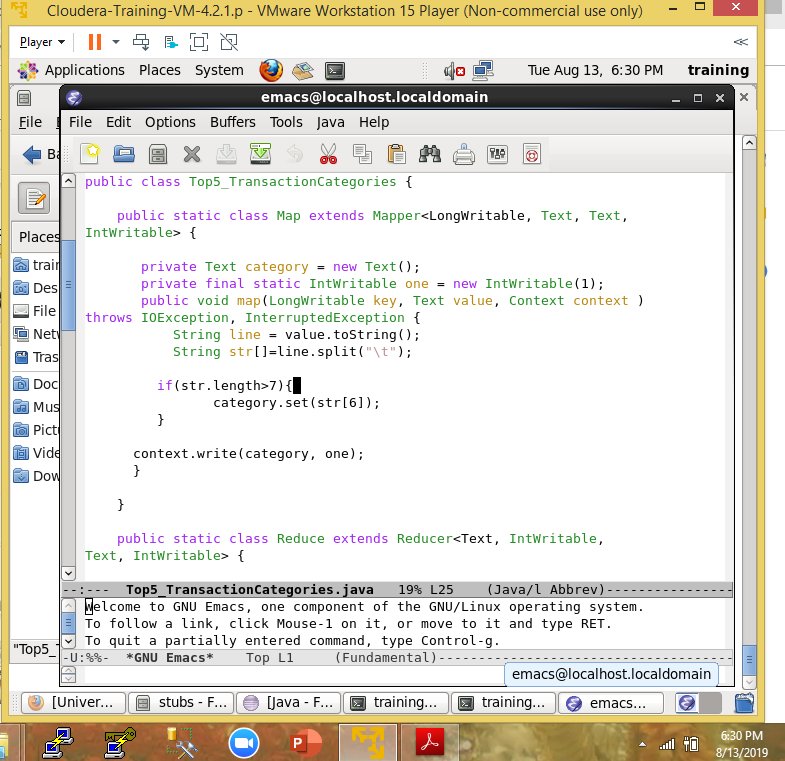 Cloudera-Training-VM-4.2.1.p - VMware Workstation 15 Player (Non-commercial use only)
Player
Applications Places System Tue Aug 13, 6:30 PM training
emacs@localhost.localdomain
File
File Edit Options Buffers Tools Java Help
Ba
public class Top5_TransactionCategories {
public static class Map extends Mapper<LongWritable, Text, Text,
IntWritable> {
private Text category = new Text();
private final static IntWritable one = new IntWritable(1);
public void map(LongWritable key, Text value, Context context )
throws IOException, InterruptedException {
String line = value.toString();
String str[]=line.split("\t");
if(str.length>7){
category.set(str[6]);
}
context.write(category, one);
}
}
public static class Reduce extends Reducer<Text, IntWritable,
Text, IntWritable> {
Places
train
Des
File
Net
Tras
Doc
Mus
Pict
Vide
Dow
--:--- Top5_TransactionCategories.java 19% L25 (Java/l Abbrev)----------------
Welcome to GNU Emacs, one component of the GNU/Linux operating system.
To follow a link, click Mouse-1 on it, or move to it and type RET.
To quit a partially entered command, type Control-g.
"Top5_
-U:%%- *GNU Emacs* Top L1 (Fundamental)------------------------------------
emacs@localhost.localdomain
[Univer... stubs - F... [Java - F... training... training... emacs...
6:30 PM
8/13/2019